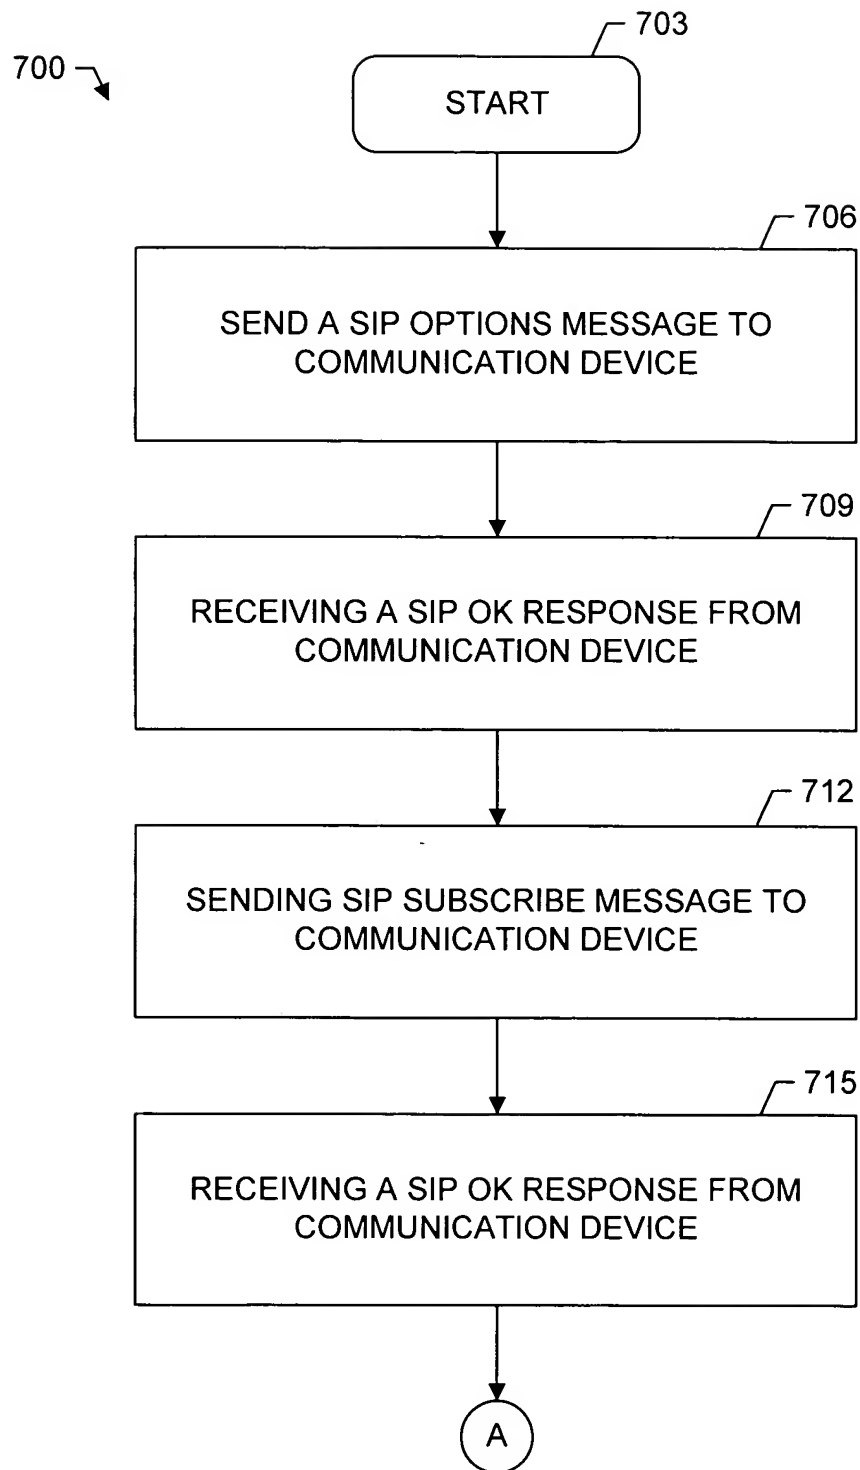 703
700
START
706
SEND A SIP OPTIONS MESSAGE TO
COMMUNICATION DEVICE
709
RECEIVING A SIP OK RESPONSE FROM
COMMUNICATION DEVICE
712
SENDING SIP SUBSCRIBE MESSAGE TO
COMMUNICATION DEVICE
715
RECEIVING A SIP OK RESPONSE FROM
COMMUNICATION DEVICE
A